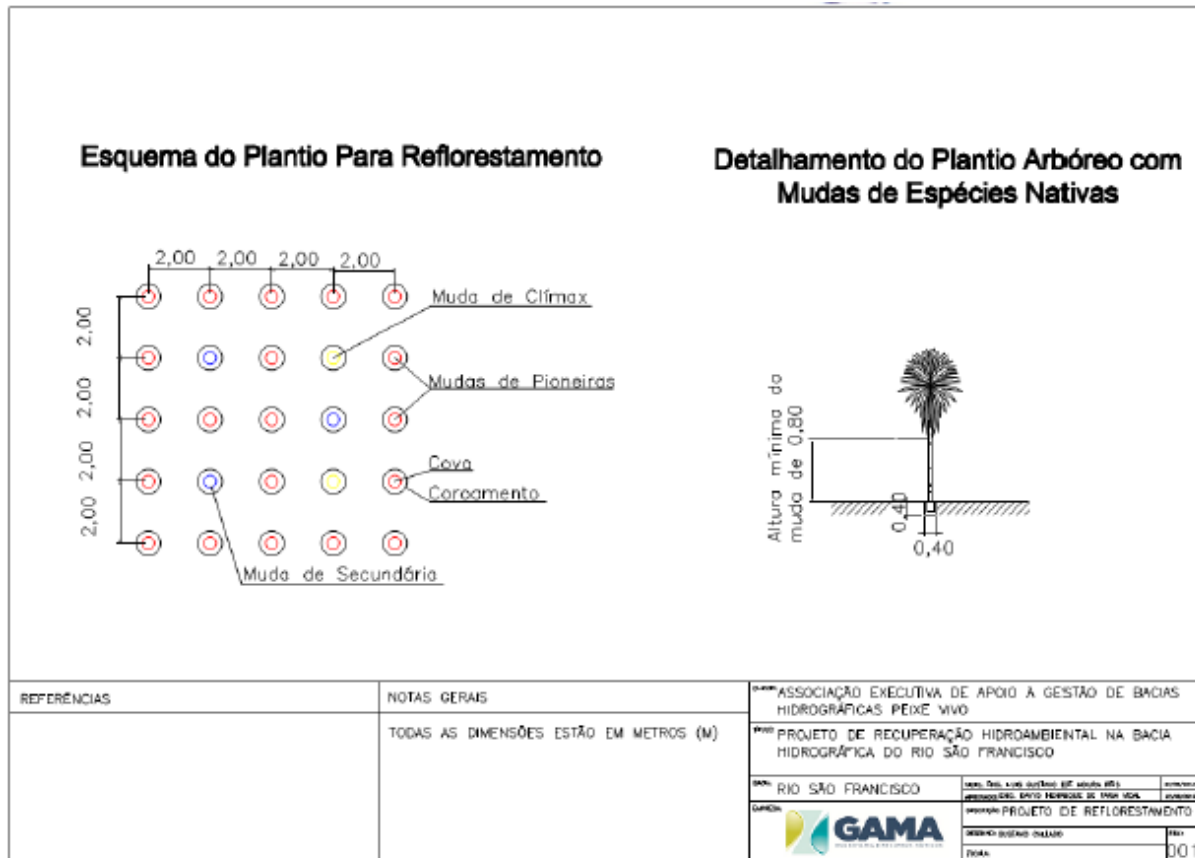 Esquema do Plantio Para Reflorestamento
Detalhamento do Plantio Arbóreo com
Mudas de Espécies Nativas
2,00
2,00
2,00
2,00
2,00
2,00
2,00
2,00
Muda de Clímax
Mudas de Pioneiras
Cova
Coroamento
Muda de Secundária
Altura mínima da
muda de 0,80
0,40
0,40
REFERÊNCIAS
NOTAS GERAIS
TODAS AS DIMENSÕES ESTÃO EM METROS (M)
ASSOCIAÇÃO EXECUTIVA DE APOIO À GESTÃO DE BACIAS
HIDROGRÁFICAS PEIXE VIVO
PROJETO DE RECUPERAÇÃO HIDROAMBIENTAL NA BACIA
HIDROGRÁFICA DO RIO SÃO FRANCISCO
RIO SÃO FRANCISCO
GAMA
PROJETO DE REFLORESTAMENTO
001